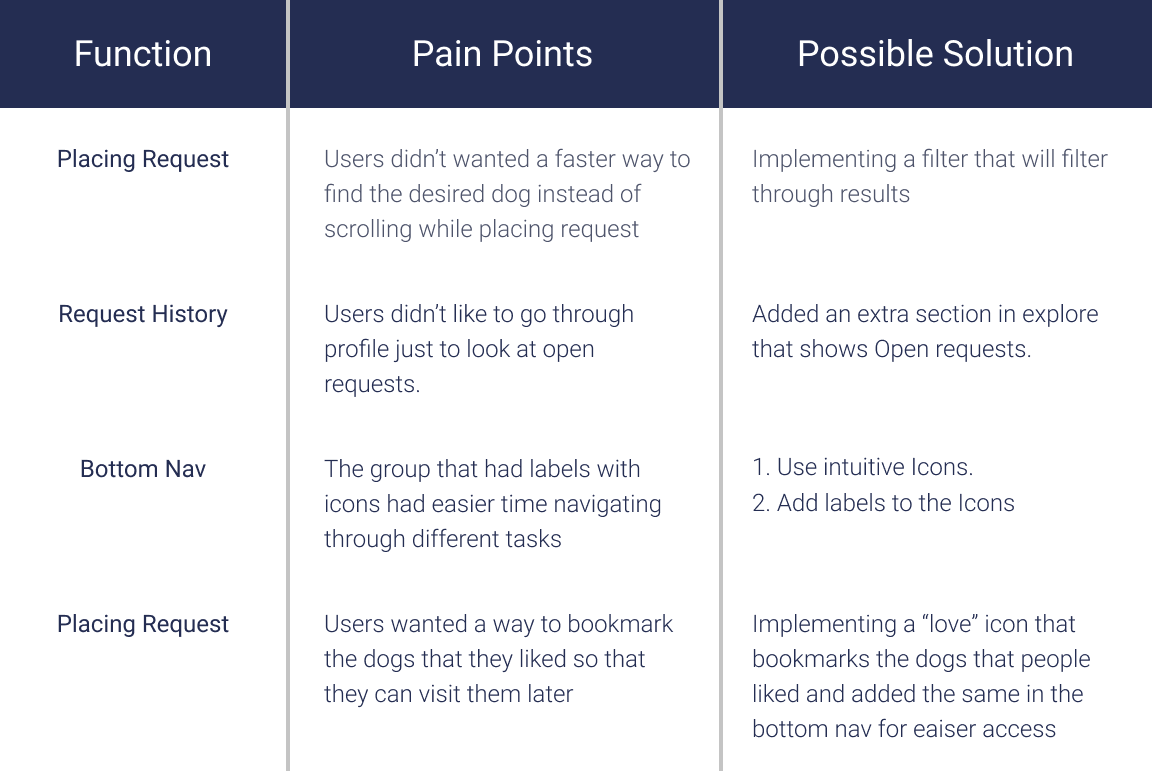 Function
Pain Points
Possible Solution
Placing Request
Users didn’t wanted a faster way to
find the desired dog instead of
scrolling while placing request
Implementing a filter that will filter
through results
Request History
Users didn’t like to go through
profile just to look at open
requests.
Added an extra section in explore
that shows Open requests.
Bottom Nav
The group that had labels with
icons had easier time navigating
through different tasks
1. Use intuitive Icons.
2. Add labels to the Icons
Placing Request
Users wanted a way to bookmark
the dogs that they liked so that
they can visit them later
Implementing a “love” icon that
bookmarks the dogs that people
liked and added the same in the
bottom nav for eaiser access